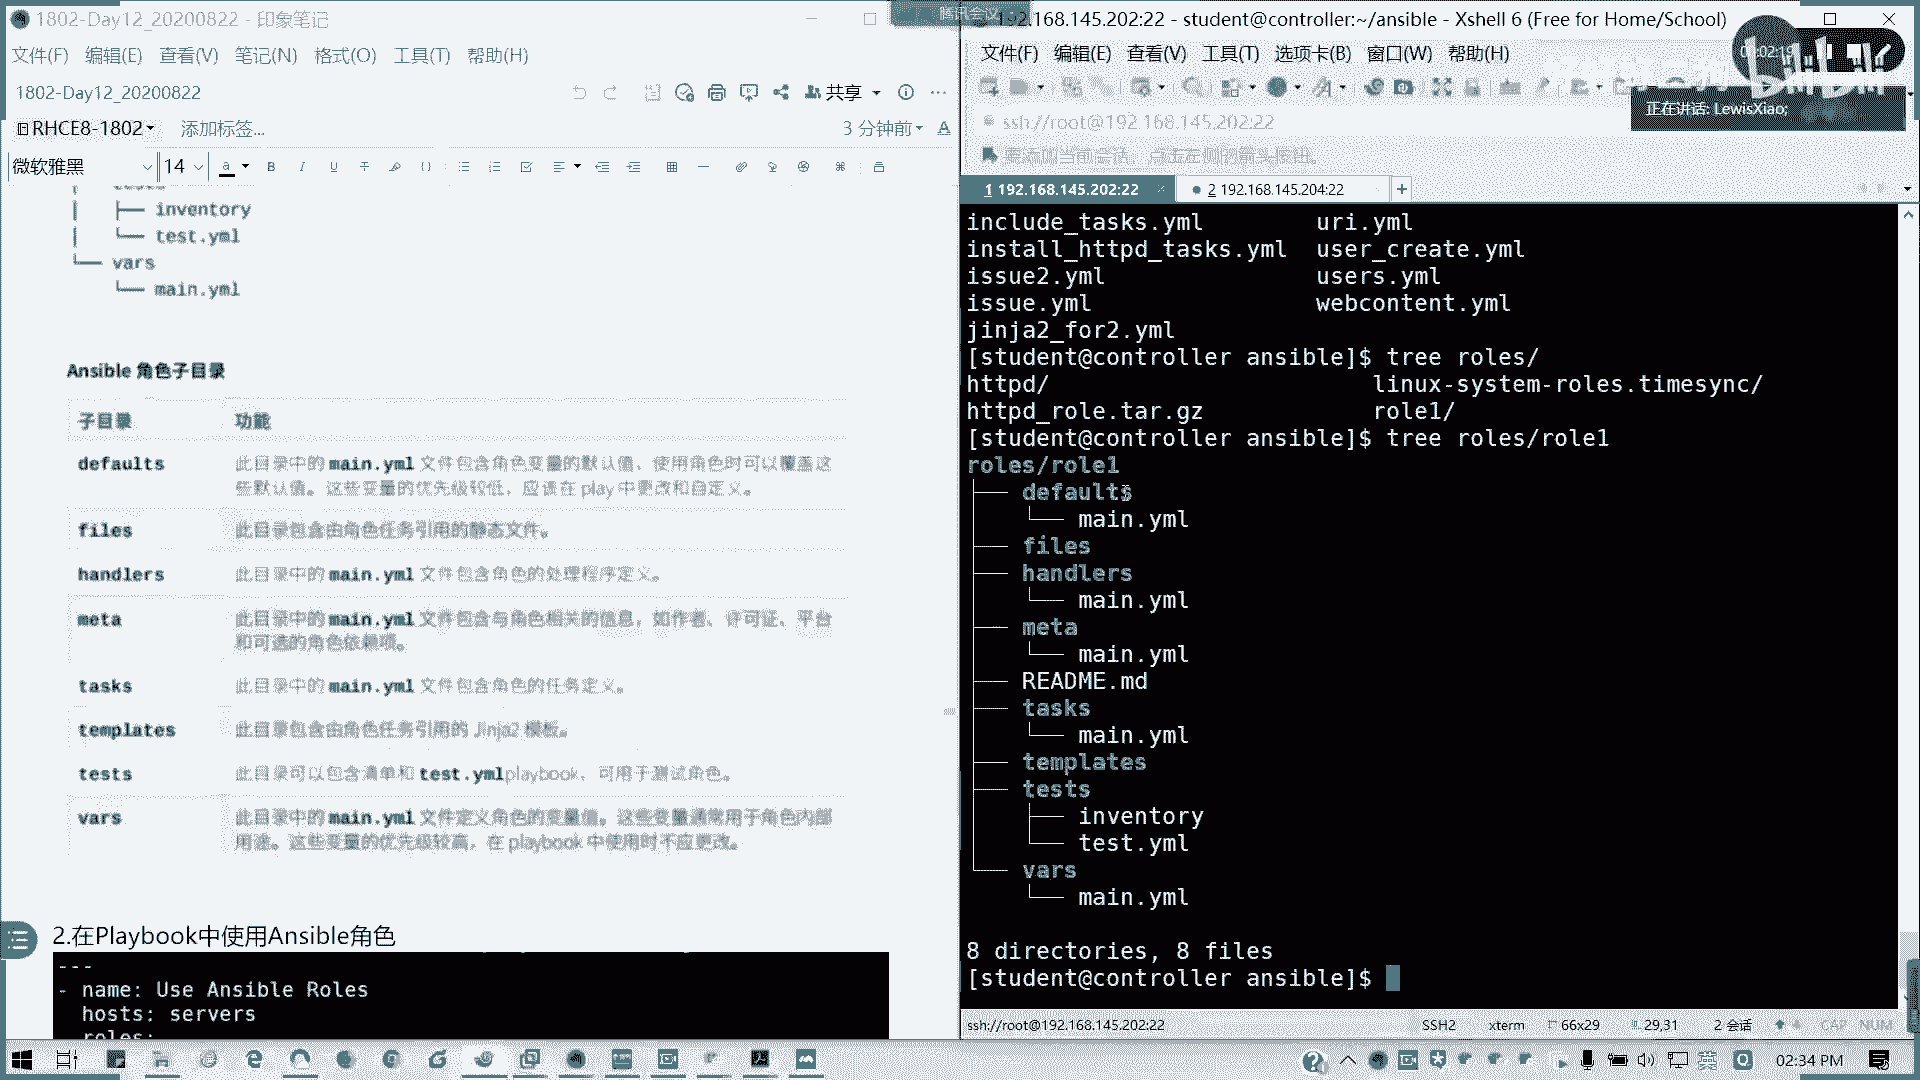 1802-Day12_20200822 - 印象笔记
文件(F) 编辑(E) 查看(V) 笔记(N) 格式(O) 工具(T) 帮助(H)
1802-Day12_20200822
共享
RHCE8-1802
添加标签...
3 分钟前
微软雅黑
14
├── inventory
└── test.yml
└── vars
└── main.yml
Ansible 角色子目录
子目录 功能
defaults 此目录中的 main.yml 文件包含角色变量的默认值，使用角色时可以覆盖这
些默认值。这些变量的优先级较低，应该在 play 中更改和自定义。
files 此目录包含由角色任务引用的静态文件。
handlers 此目录中的 main.yml 文件包含角色的处理程序定义。
meta 此目录中的 main.yml 文件包含与角色相关的信息，如作者、许可证、平台
和可选的角色依赖项。
tasks 此目录中的 main.yml 文件包含角色的任务定义。
templates 此目录包含由角色任务引用的 Jinja2 模板。
tests 此目录可以包含清单和 test.ymlplaybook，可用于测试角色。
vars 此目录中的 main.yml 文件定义角色的变量值。这些变量通常用于角色内部
用途。这些变量的优先级较高，在 playbook 中使用时不应更改。
2.在Playbook中使用Ansible角色
---
- name: Use Ansible Roles
hosts: servers
roles:
腾讯会议
192.168.145.202:22 - student@controller:~/ansible - Xshell 6 (Free for Home/School)
文件(F) 编辑(E) 查看(V) 工具(T) 选项卡(B) 窗口(W) 帮助(H)
正在讲话: LewisXiao;
ssh://root@192.168.145.202:22
要添加当前会话，点击左侧的箭头按钮。
1 192.168.145.202:22 × 2 192.168.145.204:22 +
include_tasks.yml uri.yml
install_httpd_tasks.yml user_create.yml
issue2.yml users.yml
issue.yml webcontent.yml
jinja2_for2.yml
[student@controller ansible]$ tree roles/
httpd/ linux-system-roles.timesync/
httpd_role.tar.gz role1/
[student@controller ansible]$ tree roles/role1
roles/role1
├── defaults
│   └── main.yml
├── files
├── handlers
│   └── main.yml
├── meta
│   └── main.yml
├── README.md
├── tasks
│   └── main.yml
├── templates
├── tests
│   ├── inventory
│   └── test.yml
└── vars
    └── main.yml
8 directories, 8 files
[student@controller ansible]$
ssh://root@192.168.145.202:22 SSH2 xterm 66x29 29,31 2 会话 CAP NUM
英
02:34 PM